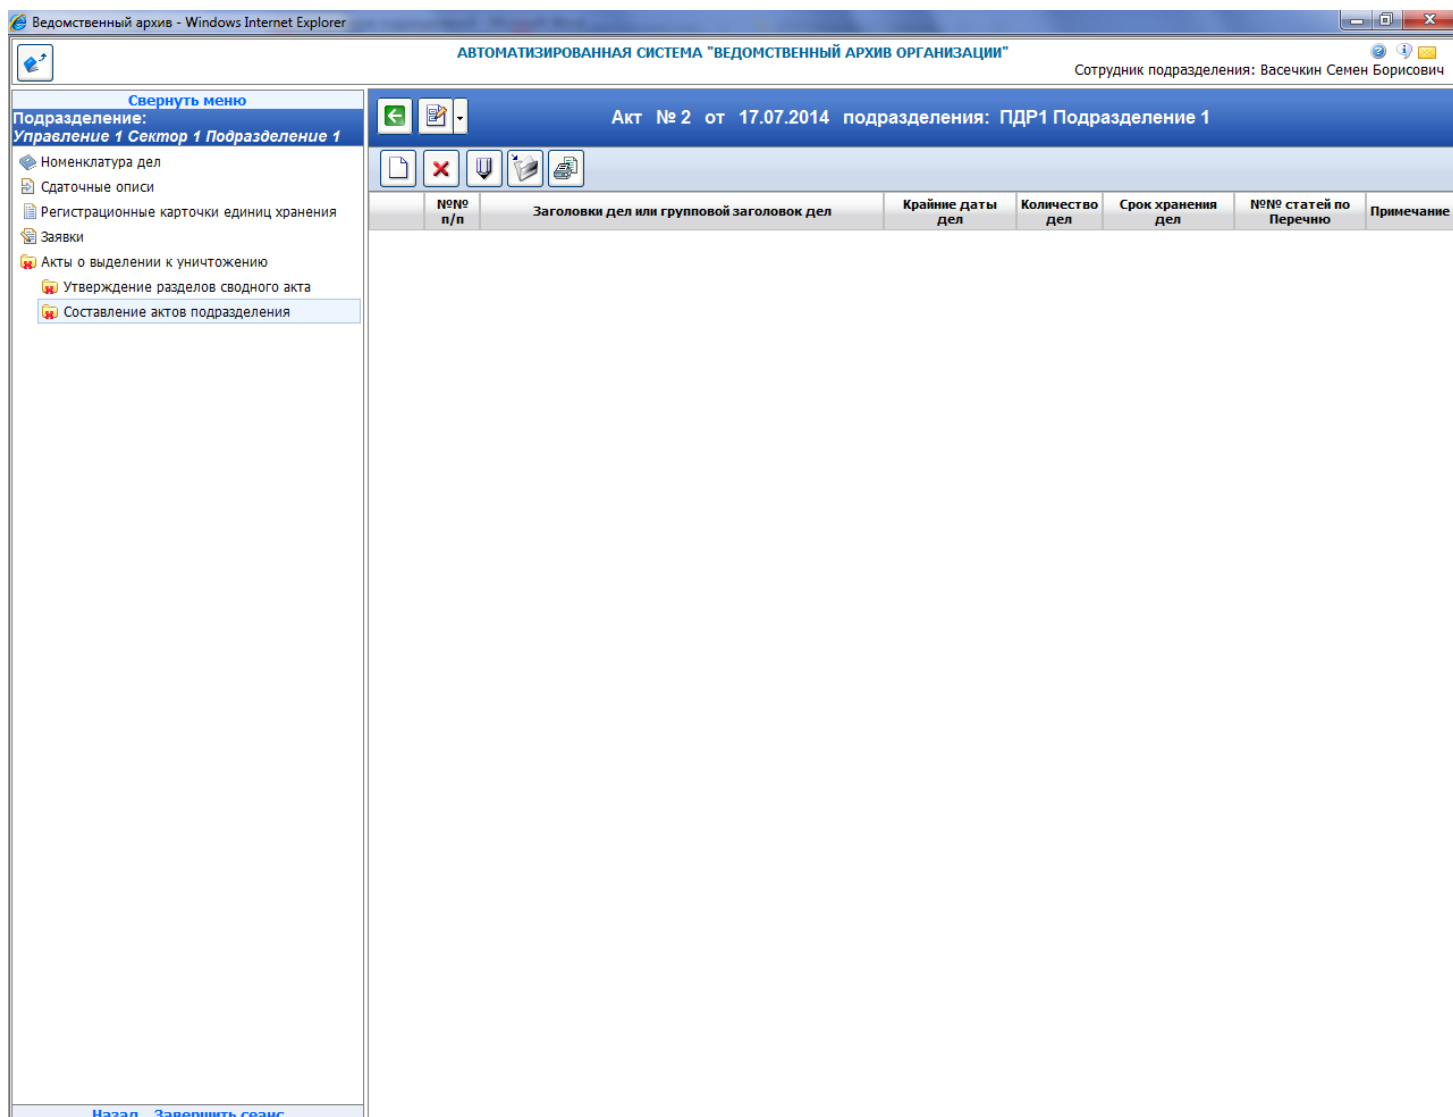 Ведомственный архив - Windows Internet Explorer
АВТОМАТИЗИРОВАННАЯ СИСТЕМА "ВЕДОМСТВЕННЫЙ АРХИВ ОРГАНИЗАЦИИ"
Сотрудник подразделения: Васечкин Семен Борисович
Свернуть меню
Подразделение:
Управление 1 Сектор 1 Подразделение 1
Номенклатура дел
Сдаточные описи
Регистрационные карточки единиц хранения
Заявки
Акты о выделении к уничтожению
Утверждение разделов сводного акта
Составление актов подразделения
Акт № 2 от 17.07.2014 подразделения: ПДР1 Подразделение 1
№№ п/п
Заголовки дел или групповой заголовок дел
Крайние даты дел
Количество дел
Срок хранения дел
№№ статей по Перечню
Примечание
Назад Завершить сеанс